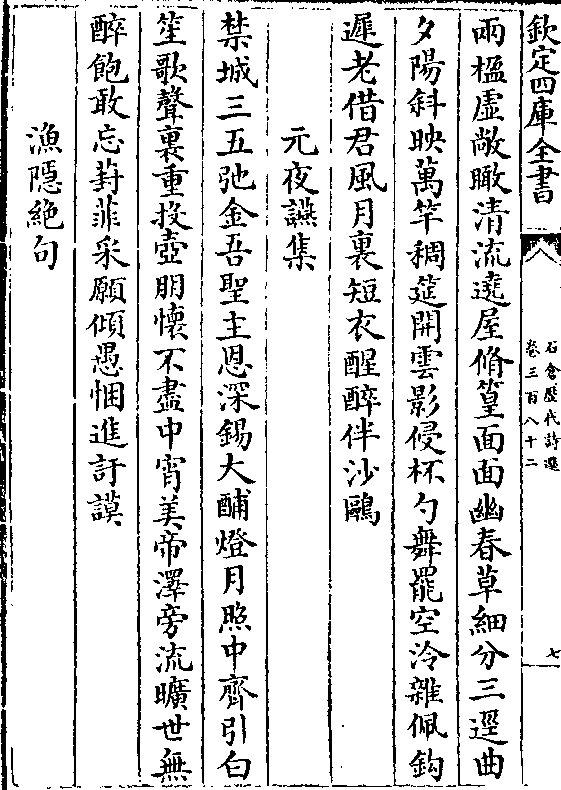 欽定四庫全書
石倉歷代詩選
卷三百八十二
七
兩楹虛敞瞰清流遶屋脩篁面面幽春草細分三逕曲
夕陽斜映萬竿稠莚開雲影侵杯勺舞罷空泠雜佩鈎
遲老借君風月裏短衣醒醉伴沙鷗
元夜讌集
禁城三五弛金吾聖主恩深錫大酺燈月照中齊引白
笙歌聲裏重投壺朋懷不盡中宵美帝澤旁流曠世無
醉飽敢忘葑菲采願傾愚悃進訏謨
漁隱絶句